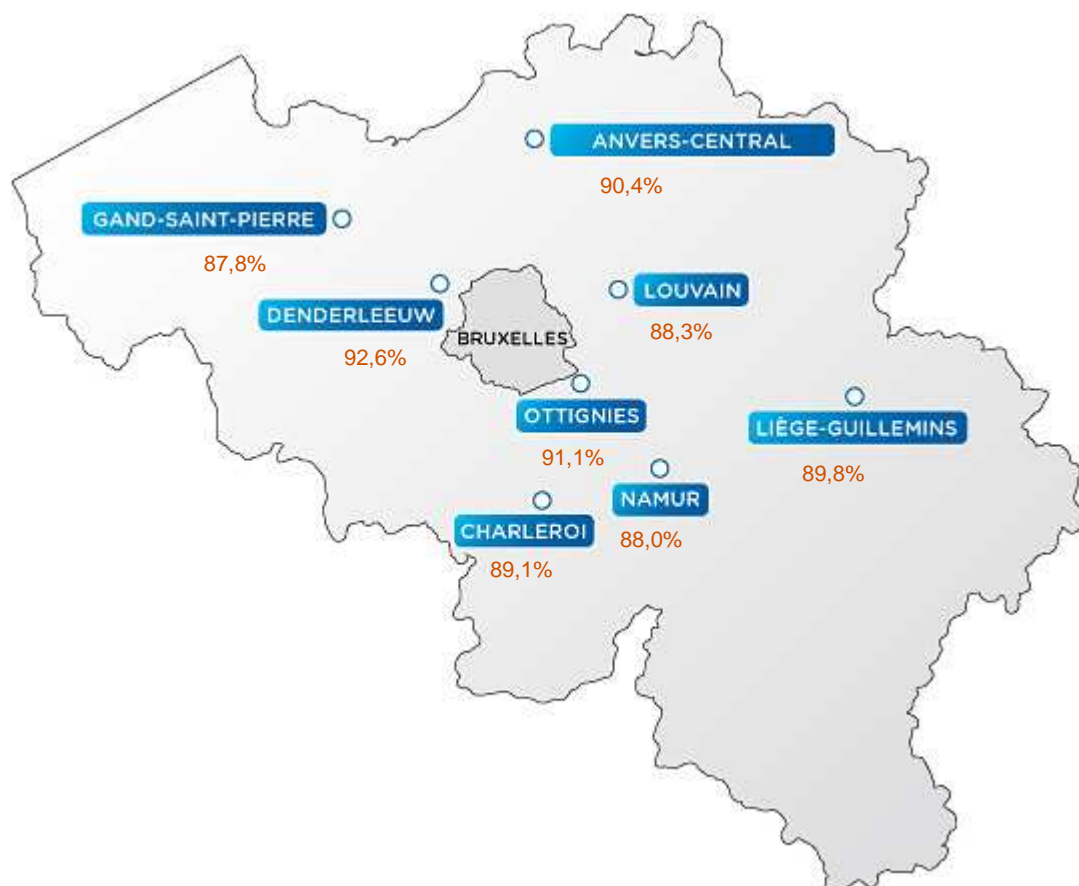 ANVERS-CENTRAL
90,4%
GAND-SAINT-PIERRE
87,8%
LOUVAIN
88,3%
DENDERLEEUW
92,6%
BRUXELLES
OTTIGNIES
91,1%
LIÈGE-GUILLEMINS
89,8%
NAMUR
88,0%
CHARLEROI
89,1%